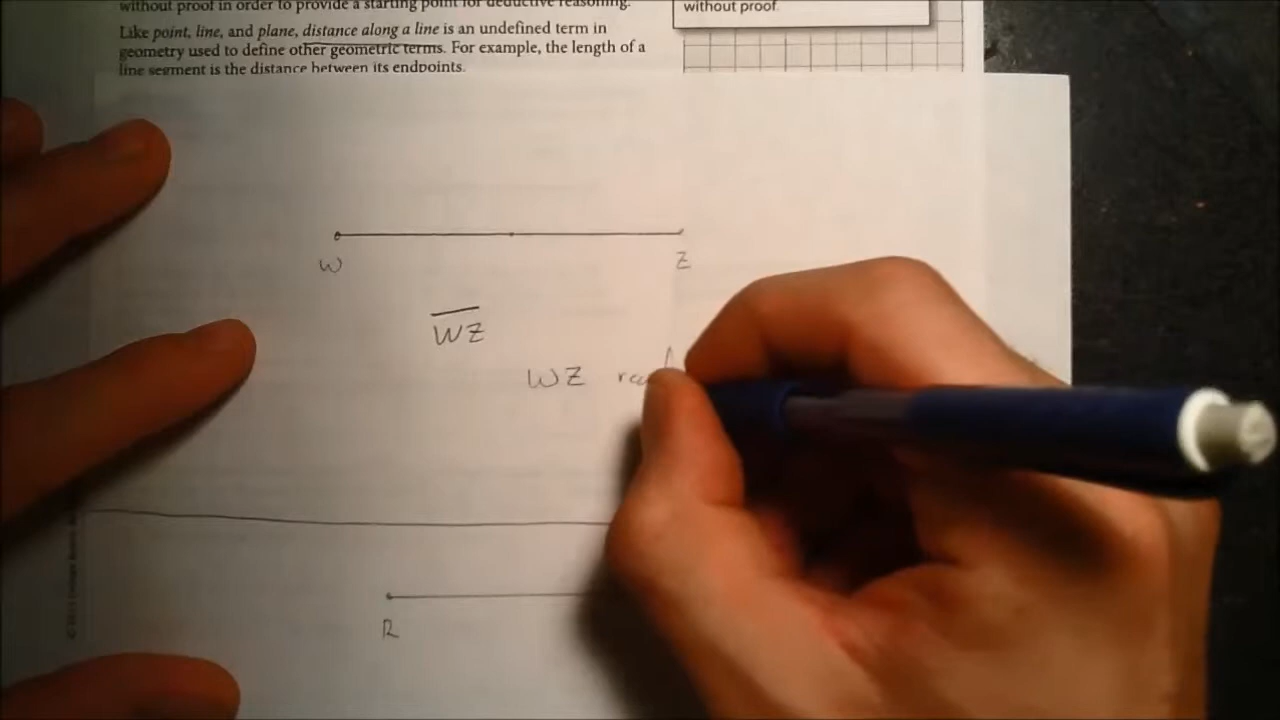 without proof in order to provide a starting point for deductive reasoning.
without proof.
Like point, line, and plane, distance along a line is an undefined term in
geometry used to define other geometric terms. For example, the length of a
line segment is the distance between its endpoints.
W Z
WZ
WZ
R